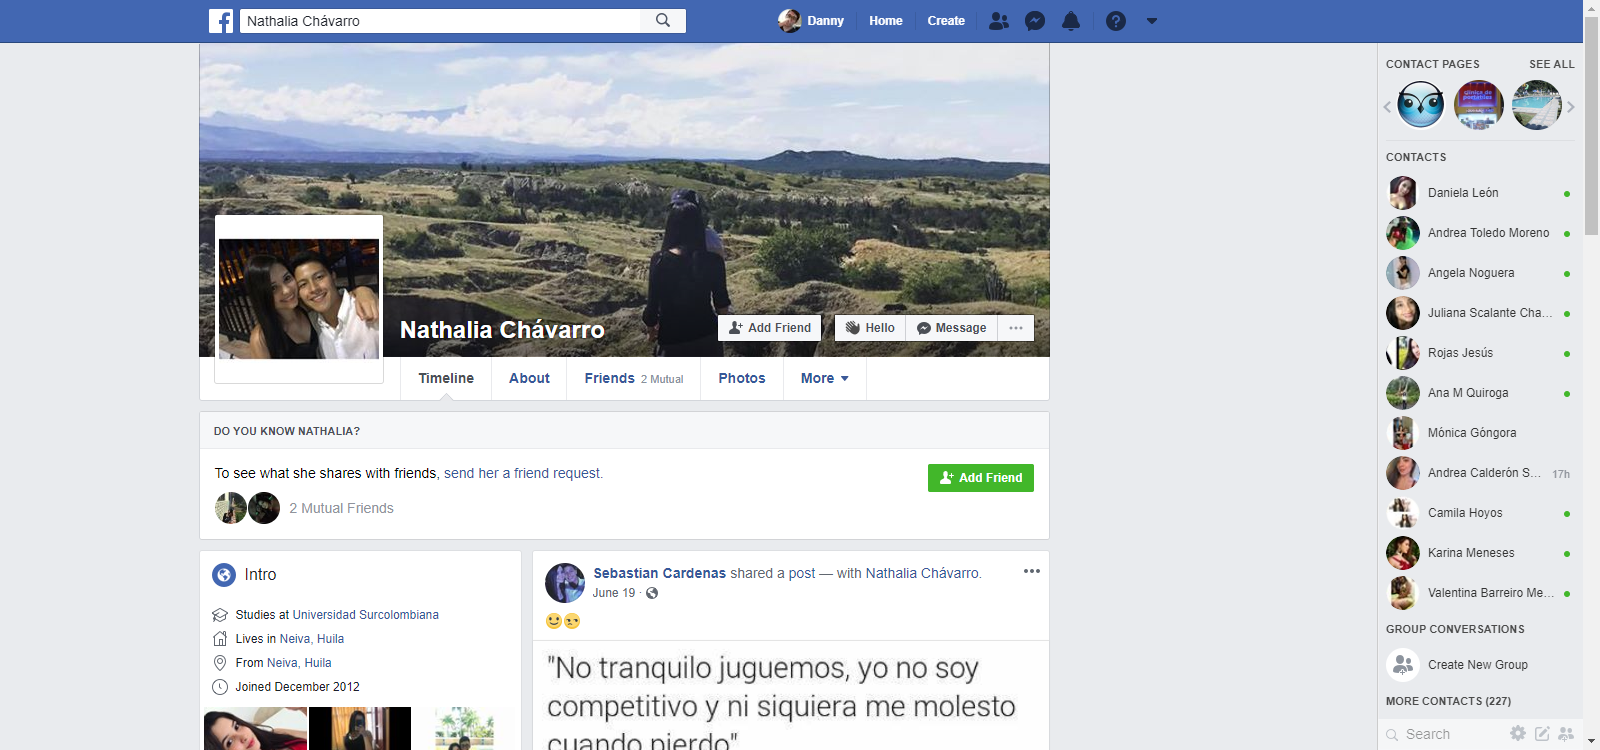 Nathalia Chávarro
Danny
Home
Create
Nathalia Chávarro
Add Friend
Hello
Message
Timeline
About
Friends 2 Mutual
Photos
More
DO YOU KNOW NATHALIA?
To see what she shares with friends, send her a friend request.
Add Friend
2 Mutual Friends
Intro
Studies at Universidad Surcolombiana
Lives in Neiva, Huila
From Neiva, Huila
Joined December 2012
Sebastian Cardenas shared a post — with Nathalia Chávarro.
June 19 ·
"No tranquilo juguemos, yo no soy
competitivo y ni siquiera me molesto
cuando pierdo"
CONTACT PAGES
SEE ALL
CONTACTS
Daniela León
Andrea Toledo Moreno
Angela Noguera
Juliana Scalante Cha...
Rojas Jesús
Ana M Quiroga
Mónica Góngora
Andrea Calderón S... 17h
Camila Hoyos
Karina Meneses
Valentina Barreiro Me...
GROUP CONVERSATIONS
Create New Group
MORE CONTACTS (227)
Search